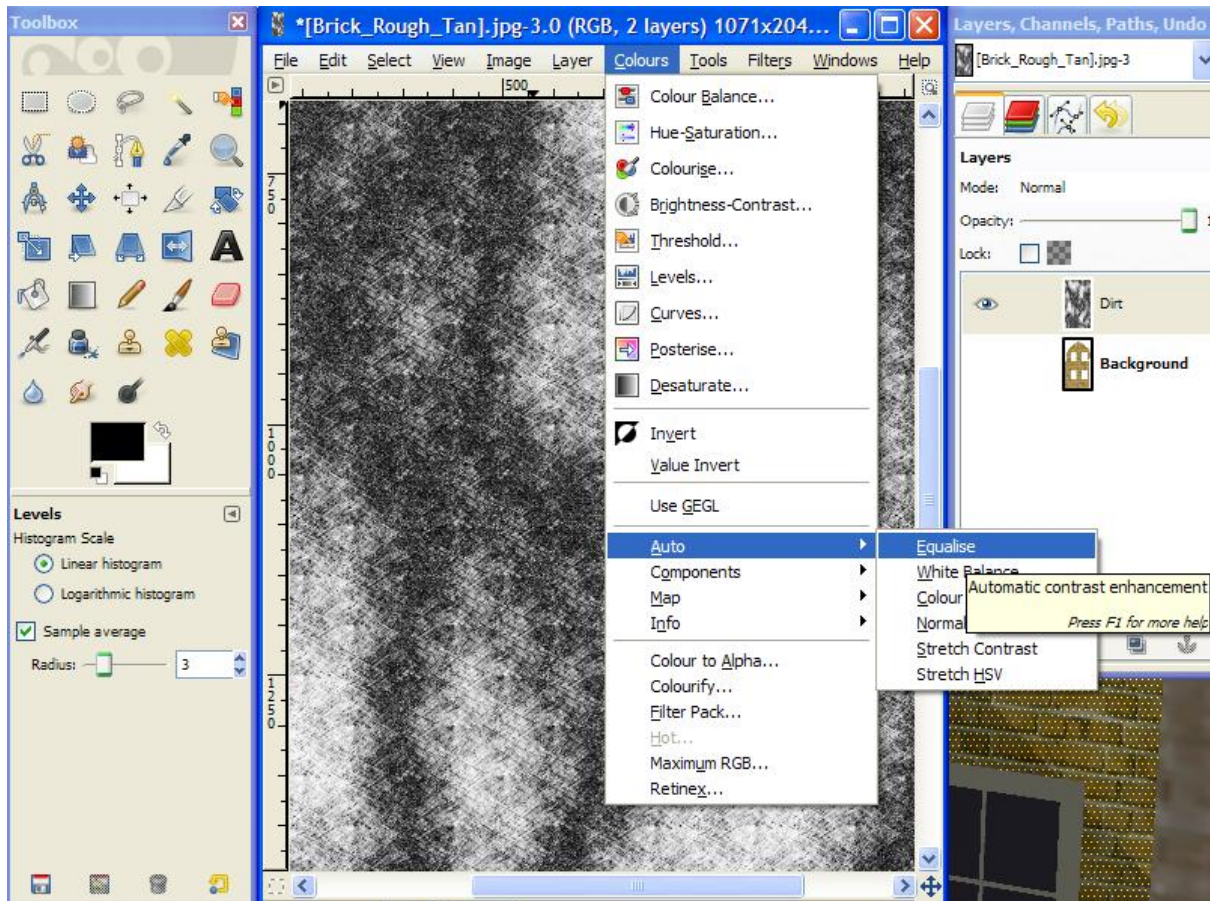 Toolbox
Levels
Histogram Scale
Linear histogram
Logarithmic histogram
Sample average
Radius:
3
*[Brick_Rough_Tan].jpg-3.0 (RGB, 2 layers) 1071x204...
File Edit Select View Image Layer Colours Tools Filters Windows Help
500
750
1000
1250
Colour Balance...
Hue-Saturation...
Colourise...
Brightness-Contrast...
Threshold...
Levels...
Curves...
Posterise...
Desaturate...
Invert
Value Invert
Use GEGL
Auto
Components
Map
Info
Colour to Alpha...
Colourify...
Filter Pack...
Hot...
Maximum RGB...
Retinex...
Equalise
White Balance
Colour
Normal
Stretch Contrast
Stretch HSV
Automatic contrast enhancement
Press F1 for more help
Layers, Channels, Paths, Undo
[Brick_Rough_Tan].jpg-3
Layers
Mode: Normal
Opacity: 1
Lock:
Dirt
Background